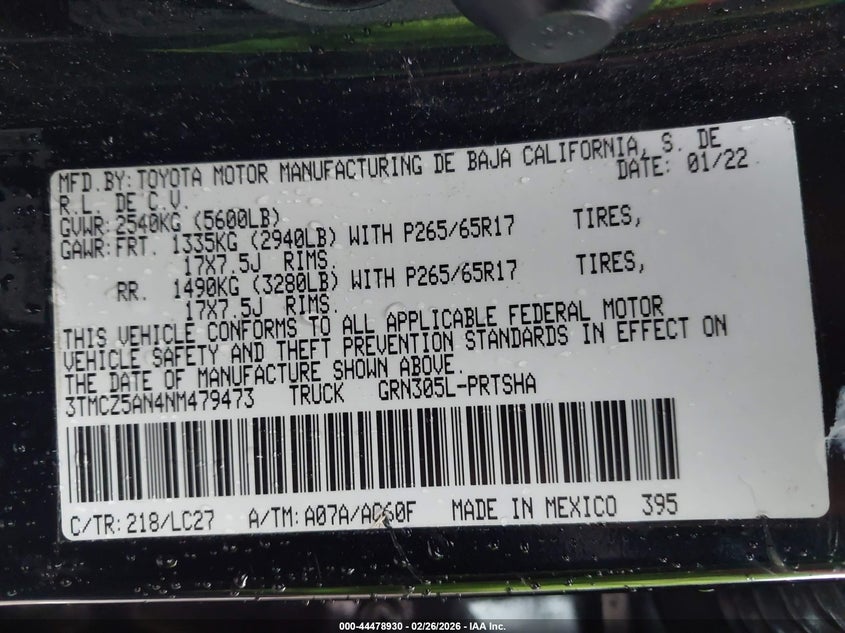 MFD.BY: TOYOTA MOTOR MANUFACTURING DE BAJA CALIFORNIA, S. DE
R.L. DE C.V. DATE: 01/22
GVWR: 2540KG (5600LB)
GAWR: FRT. 1335KG (2940LB) WITH P265/65R17 TIRES,
17X7.5J RIMS.
RR. 1490KG (3280LB) WITH P265/65R17 TIRES,
17X7.5J RIMS.
THIS VEHICLE CONFORMS TO ALL APPLICABLE FEDERAL MOTOR
VEHICLE SAFETY AND THEFT PREVENTION STANDARDS IN EFFECT ON
THE DATE OF MANUFACTURE SHOWN ABOVE.
3TMCZ5AN4NM479473 TRUCK GRN305L-PRTSHA
C/TR: 218/LC27 A/TM: A07A/AC60F MADE IN MEXICO 395
000-44478930 - 02/26/2026 - IAA Inc.